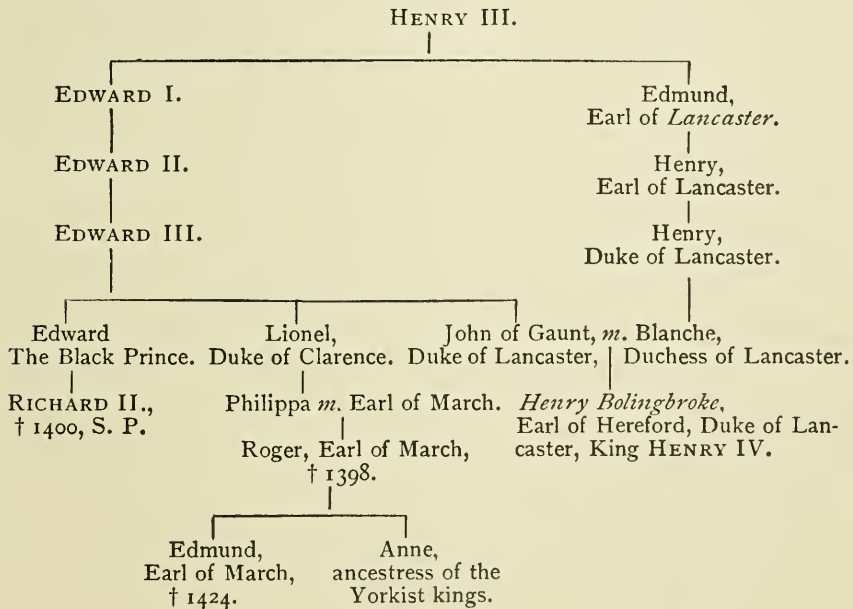 HENRY III.
EDWARD I.
Edmund,
Earl of Lancaster.
EDWARD II.
Henry,
Earl of Lancaster.
EDWARD III.
Henry,
Duke of Lancaster.
Edward
The Black Prince.
Lionel,
Duke of Clarence.
John of Gaunt, m. Blanche,
Duke of Lancaster, Duchess of Lancaster.
RICHARD II.,
† 1400, S. P.
Philippa m. Earl of March.
Henry Bolingbroke,
Earl of Hereford, Duke of Lan-
caster, King HENRY IV.
Roger, Earl of March,
† 1398.
Edmund,
Earl of March,
† 1424.
Anne,
ancestress of the
Yorkist kings.